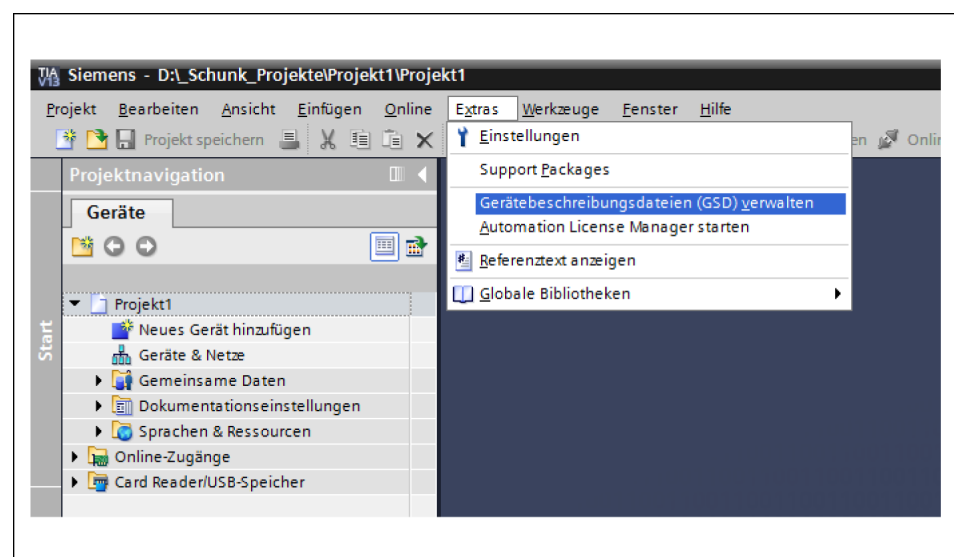 TIA V13 Siemens - D:\_Schunk_Projekte\Projekt1\Projekt1
Projekt Bearbeiten Ansicht Einfügen Online Extras Werkzeuge Fenster Hilfe
Projekt speichern
en Onlin
Einstellungen
Support Packages
Gerätebeschreibungsdateien (GSD) verwalten
Automation License Manager starten
Referenztext anzeigen
Globale Bibliotheken
Projektnavigation
Geräte
Start
Projekt1
Neues Gerät hinzufügen
Geräte & Netze
Gemeinsame Daten
Dokumentationseinstellungen
Sprachen & Ressourcen
Online-Zugänge
Card Reader/USB-Speicher